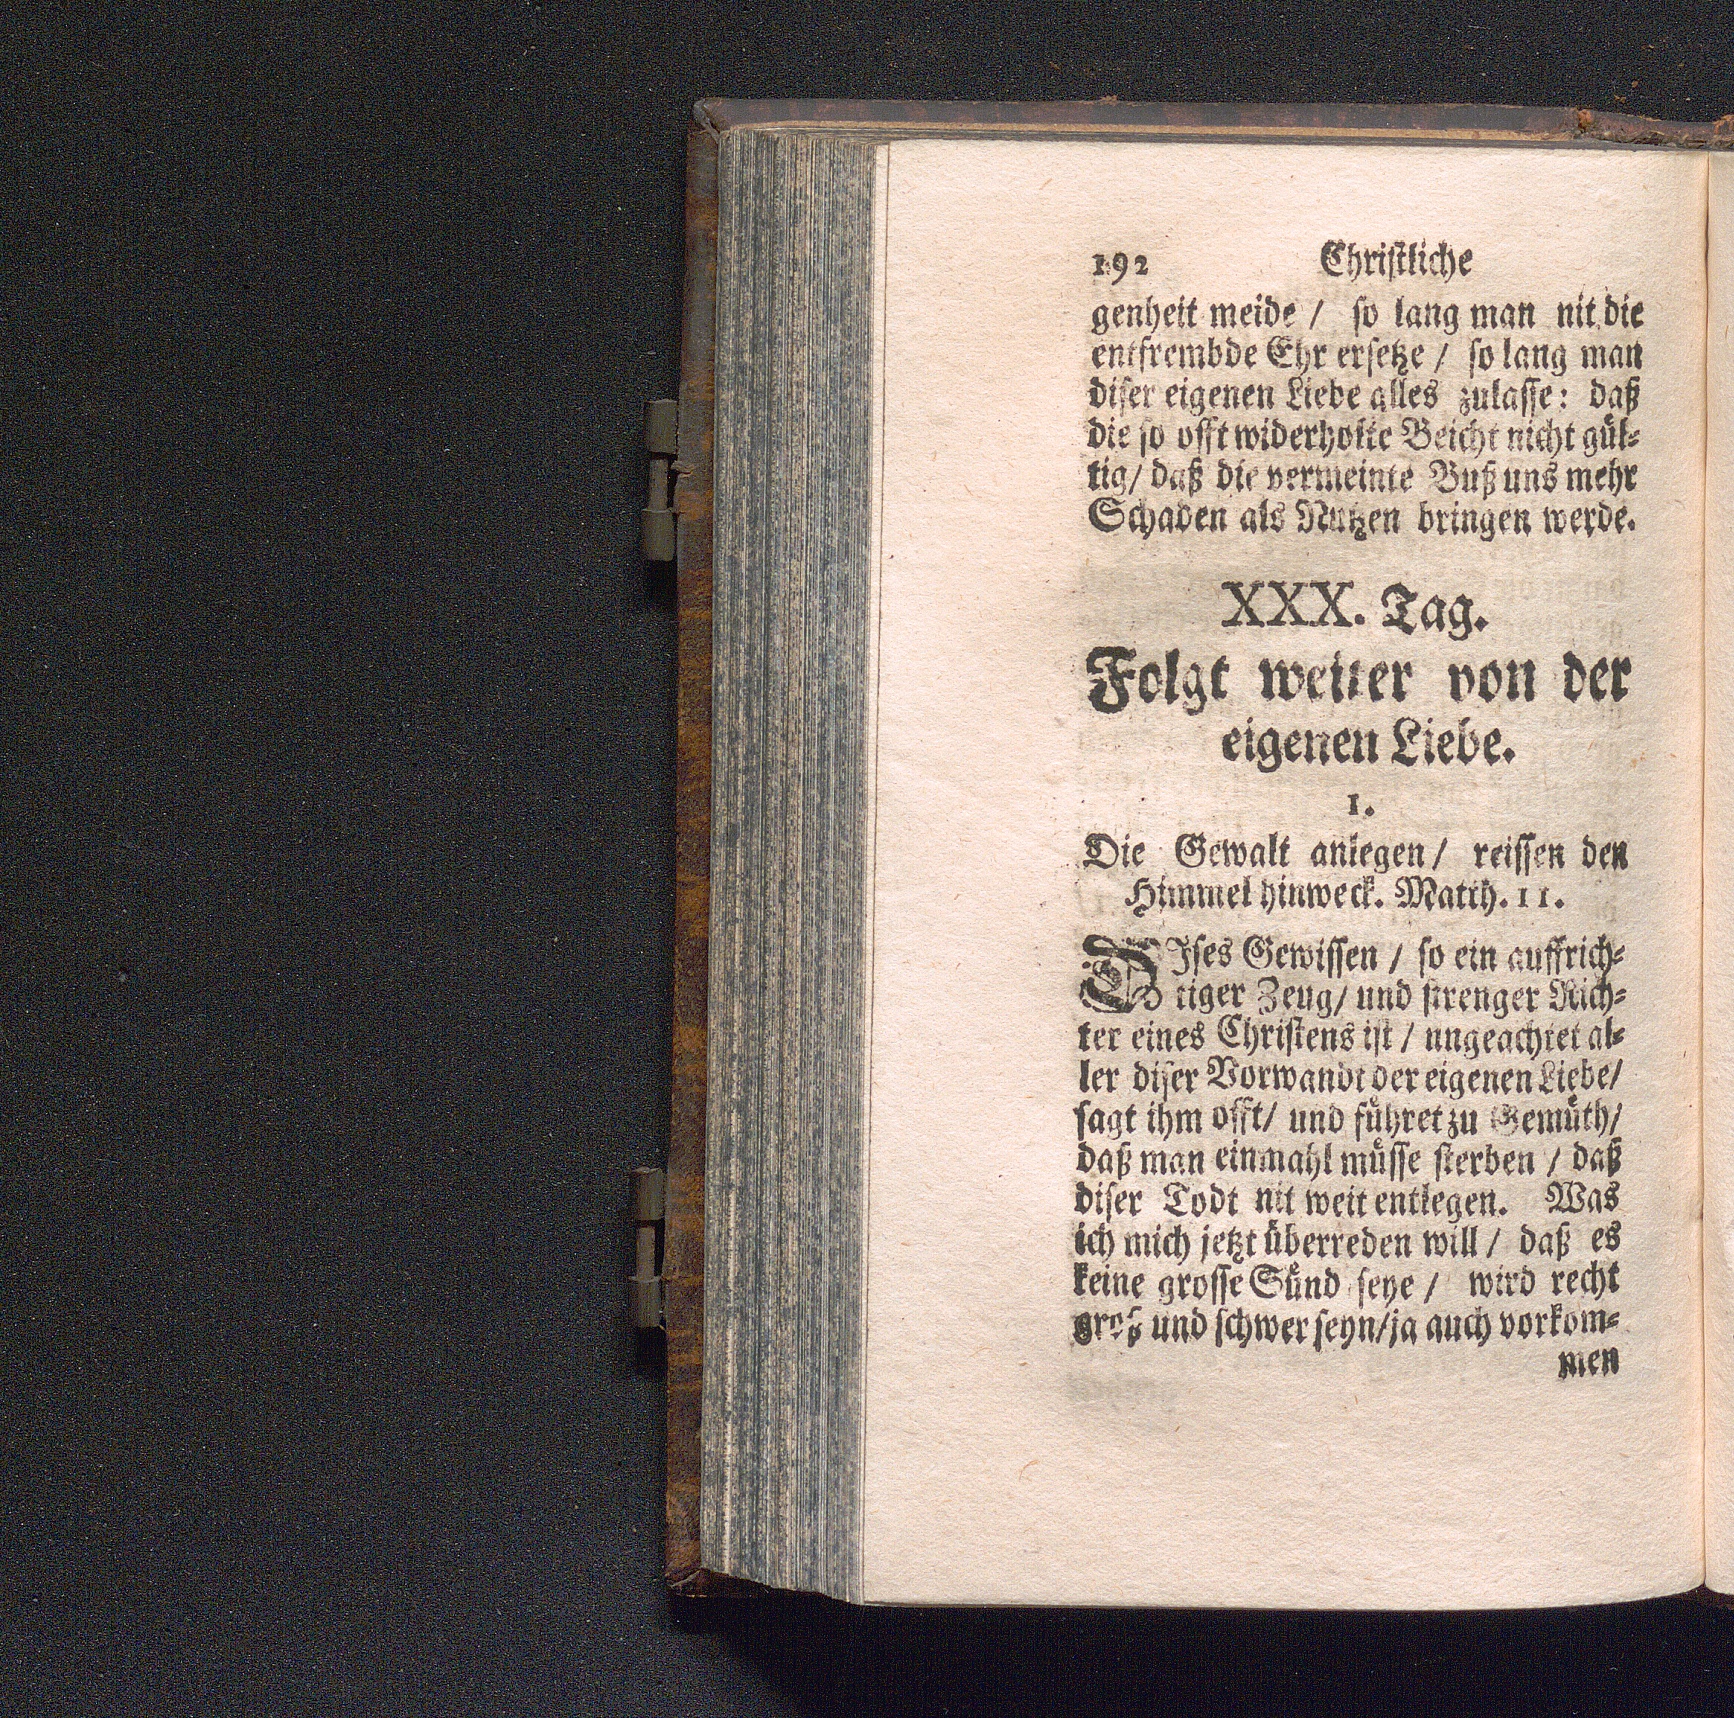 192 Christliche
genheit meide / so lang man nit die
entfrembde Ehr ersetze / so lang man
diser eigenen Liebe alles zulasse: daß
die so offt widerholte Beicht nicht gül-
tig / daß die vermeinte Buß uns mehr
Schaden als Nutzen bringen werde.
XXX. Tag.
Folgt weiter von der
eigenen Liebe.
1.
Die Gewalt anlegen / reissen den
Himmel hinweck. Matth. 11.
DIses Gewissen / so ein auffrich-
tiger Zeug / und strenger Rich-
ter eines Christens ist / ungeachtet al-
ler diser Vorwandt der eigenen Liebe /
sagt ihm offt / und führet zu Gemüth /
daß man einmahl müsse sterben / daß
diser Todt nit weit entlegen. Was
ich mich jetzt überreden will / daß es
keine grosse Sünd seye / wird recht
groß und schwer seyn / ja auch vorkom-
men